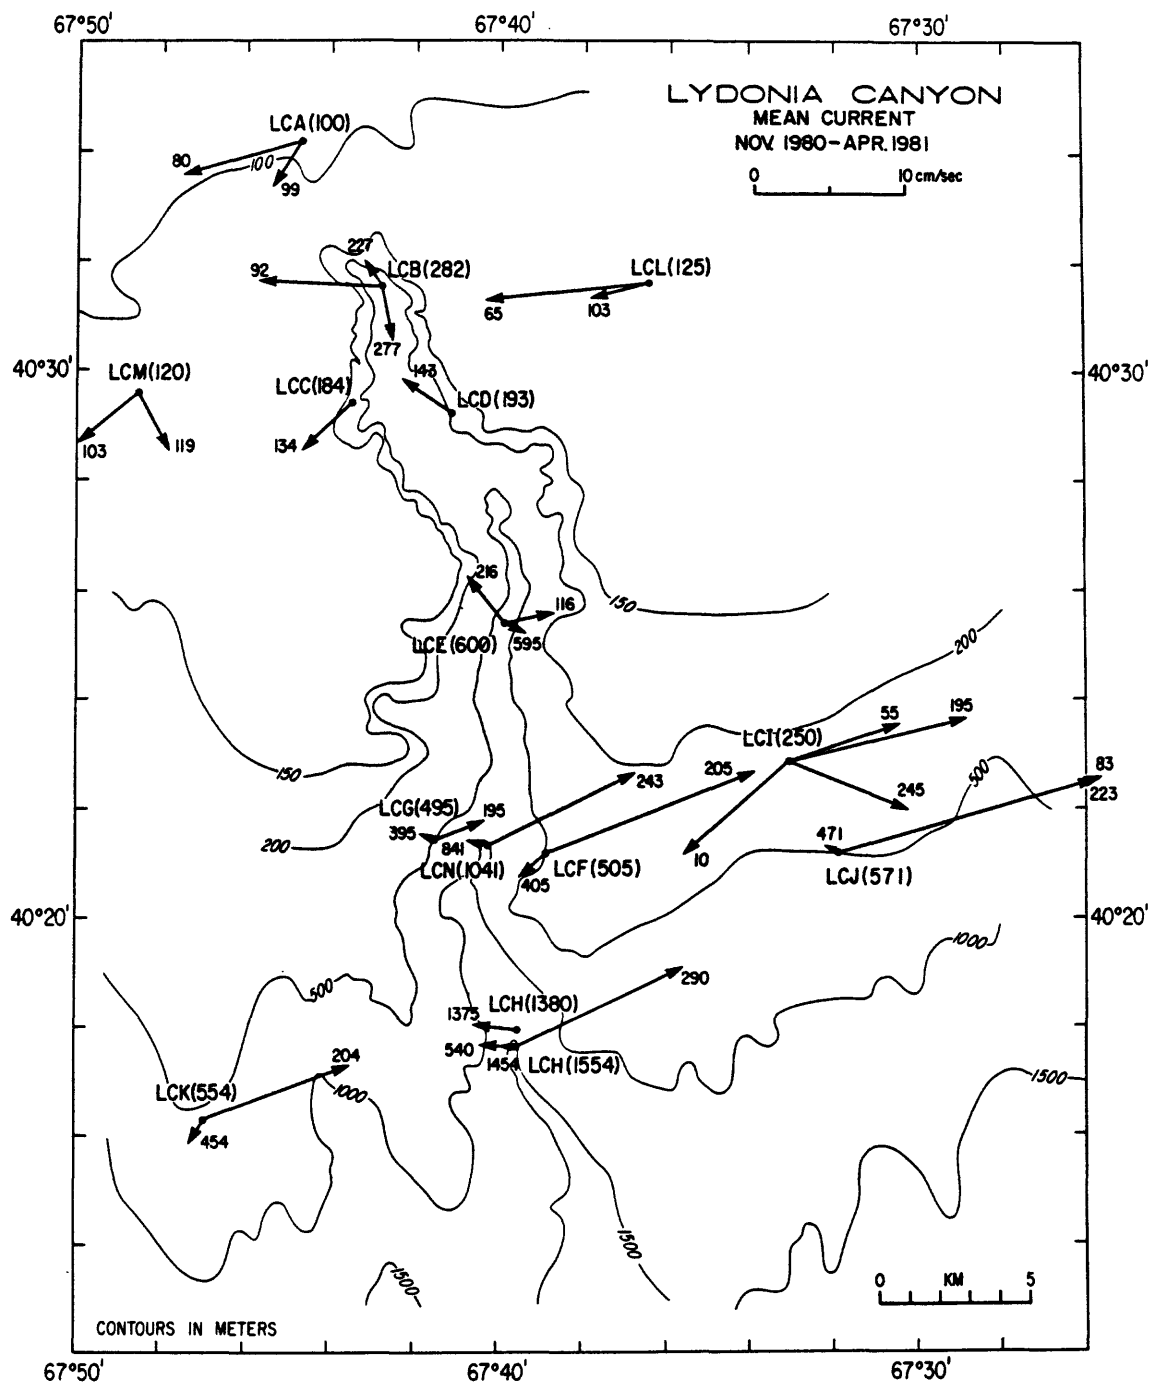 67°50' 67°40' 67°30'
LYDONIA CANYON
MEAN CURRENT
NOV. 1980-APR. 1981
0 10 cm/sec
LCA(100)
80
100
99
227
LCB(282)
92
LCL(125)
65
103
277
40°30'
40°30'
LCM(120)
143
LCC(184)
LCD(193)
103
119
134
216
116
150
LCE(600)
595
200
55
195
LCI(250)
150
243
205
500
83
223
245
LCG(495)
195
395
841
471
200
LCN(1041)
10
LCF(505)
405
LCJ(571)
40°20'
40°20'
1000
290
500
LCH(1380)
1375
540
1454
LCH(1554)
204
LCK(554)
1000
1500
454
1500
1500
0 KM 5
CONTOURS IN METERS
67°50' 67°40' 67°30'